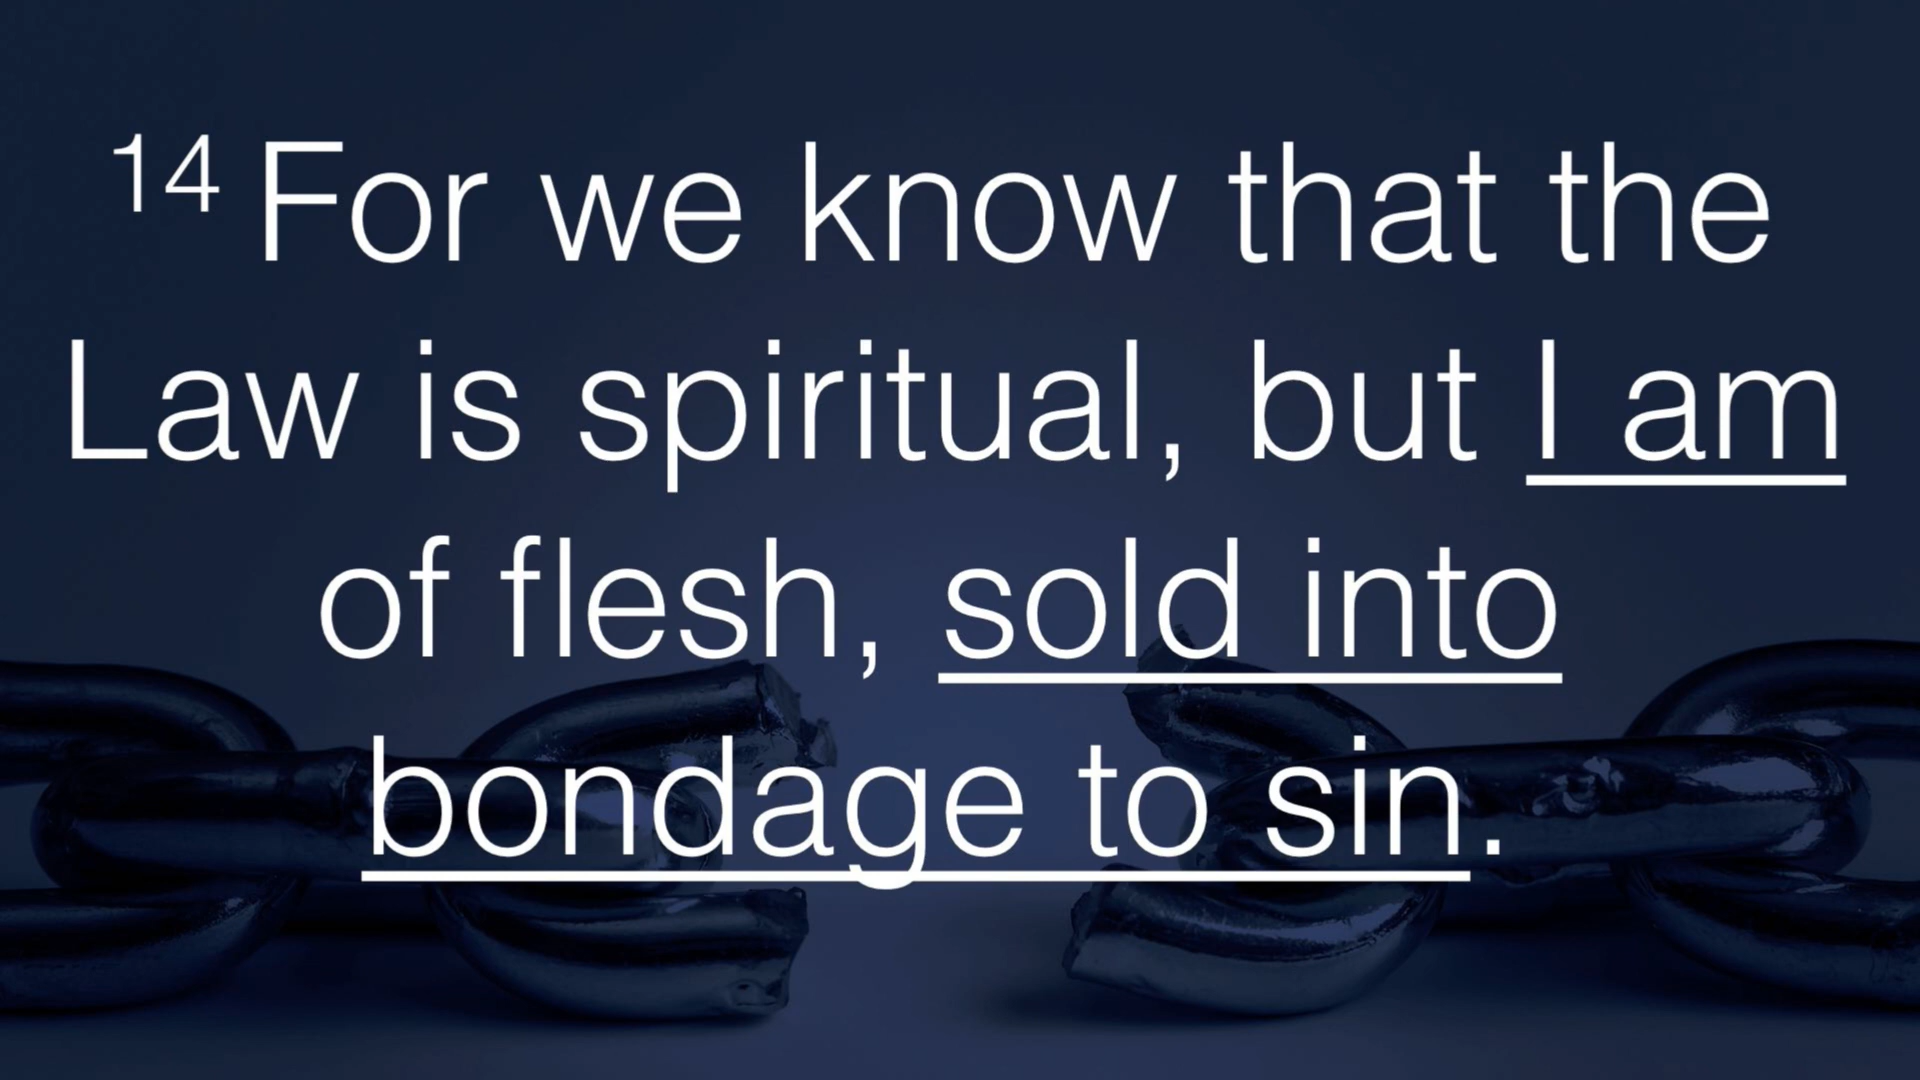 14 For we know that the
Law is spiritual, but I am
of flesh, sold into
bondage to sin.